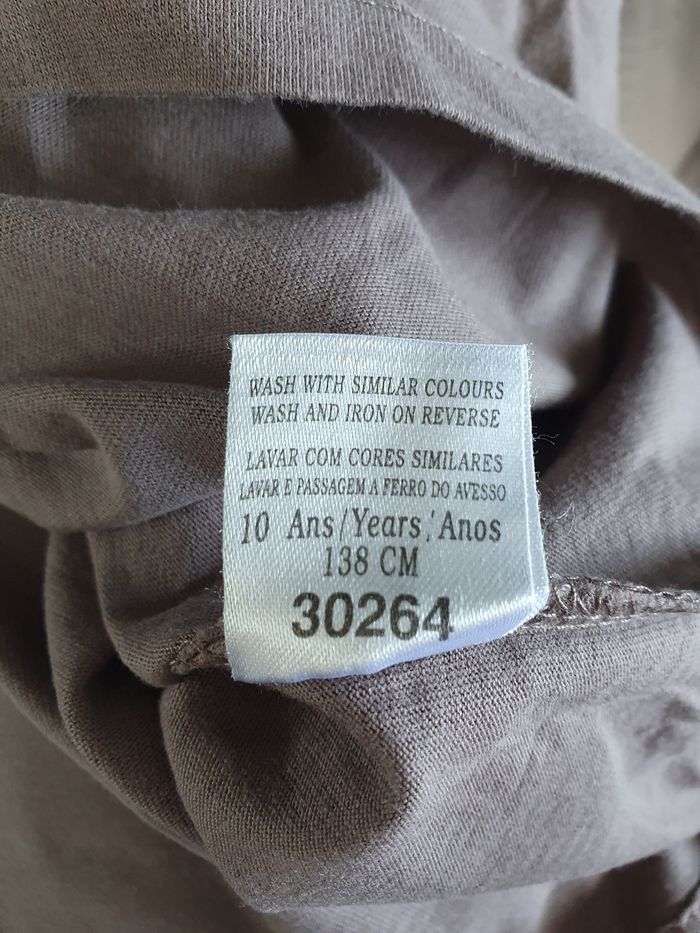 WASH WITH SIMILAR COLOURS
WASH AND IRON ON REVERSE
LAVAR COM CORES SIMILARES
LAVAR E PASSAGEM A FERRO DO AVESSO
10 Ans/Years/Anos
138 CM
30264